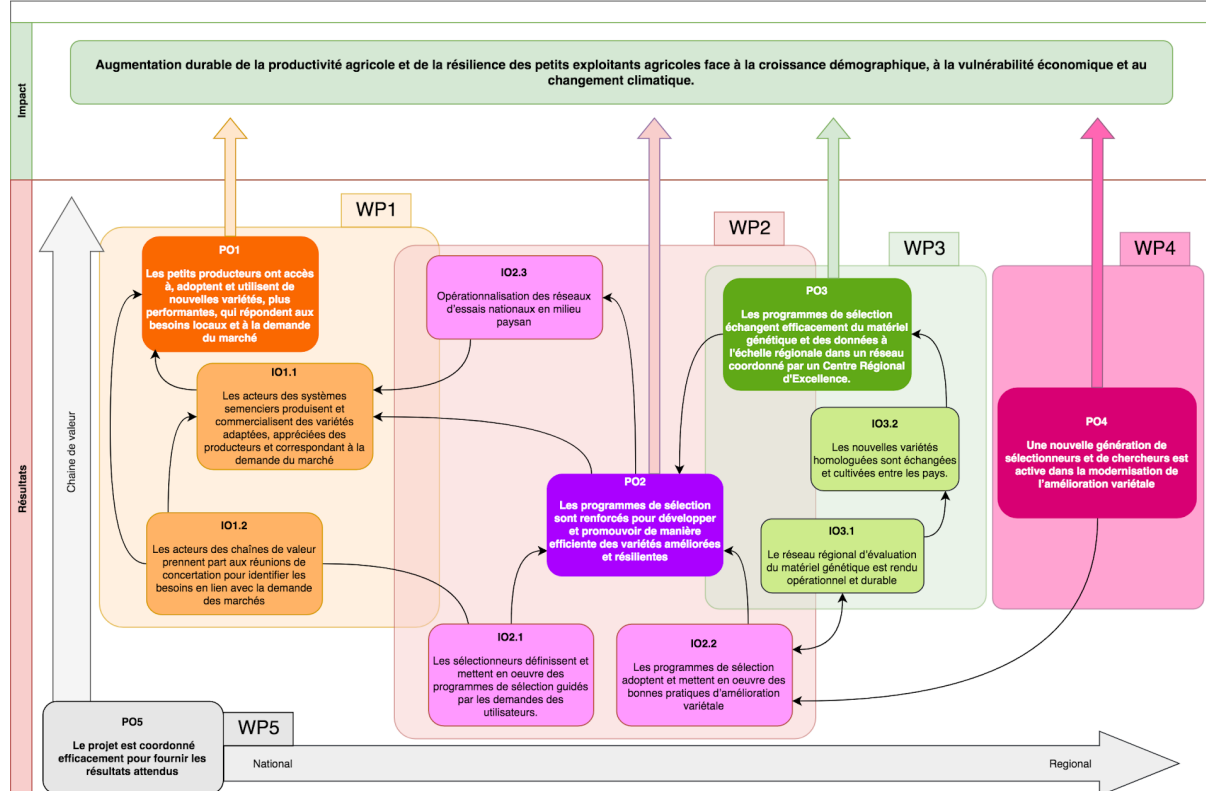 Impact
Augmentation durable de la productivité agricole et de la résilience des petits exploitants agricoles face à la croissance démographique, à la vulnérabilité économique et au
changement climatique.
Résultats
Chaine de valeur
WP1
PO1
Les petits producteurs ont accès
à, adoptent et utilisent de
nouvelles variétés, plus
performantes, qui répondent aux
besoins locaux et à la demande
du marché
IO1.1
Les acteurs des systèmes
semenciers produisent et
commercialisent des variétés
adaptées, appréciées des
producteurs et correspondant à la
demande du marché
IO1.2
Les acteurs des chaînes de valeur
prennent part aux réunions de
concertation pour identifier les
besoins en lien avec la demande
des marchés
WP2
IO2.3
Opérationnalisation des réseaux
d'essais nationaux en milieu
paysan
PO2
Les programmes de sélection
sont renforcés pour développer
et promouvoir de manière
efficiente des variétés améliorées
et résilientes
IO2.1
Les sélectionneurs définissent et
mettent en oeuvre des
programmes de sélection guidés
par les demandes des
utilisateurs.
IO2.2
Les programmes de sélection
adoptent et mettent en oeuvre des
bonnes pratiques d'amélioration
variétale
WP3
PO3
Les programmes de sélection
échangent efficacement du matériel
génétique et des données à
l'échelle régionale dans un réseau
coordonné par un Centre Régional
d'Excellence.
IO3.2
Les nouvelles variétés
homologuées sont échangées
et cultivées entre les pays.
IO3.1
Le réseau régional d'évaluation
du matériel génétique est rendu
opérationnel et durable
WP4
PO4
Une nouvelle génération de
sélectionneurs et de chercheurs est
active dans la modernisation de
l'amélioration variétale
PO5
Le projet est coordonné
efficacement pour fournir les
résultats attendus
WP5
National
Regional